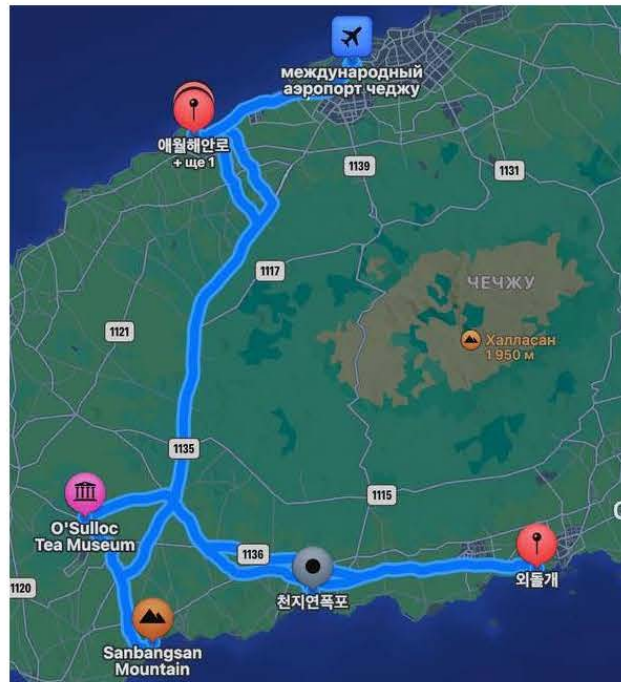 международный
аэропорт чеджу
애월해안로
+ ще 1
1139
1131
1117
ЧЕЧЖУ
Халласан
1 950 м
1121
1135
1115
O'Sulloc
Tea Museum
1136
1120
천지연폭포
외돌개
Sanbangsan
Mountain